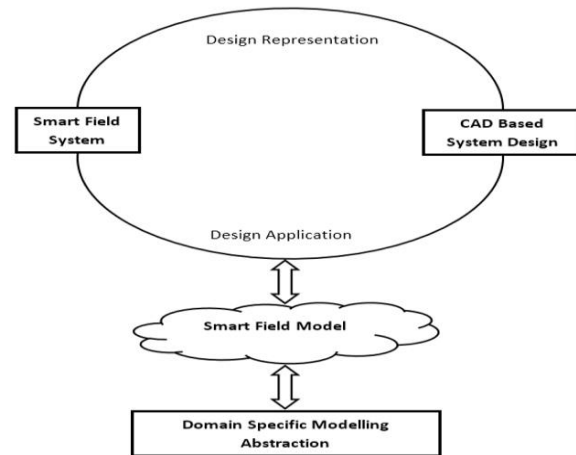 Design Representation
Smart Field
System
CAD Based
System Design
Design Application
Smart Field Model
Domain Specific Modelling
Abstraction